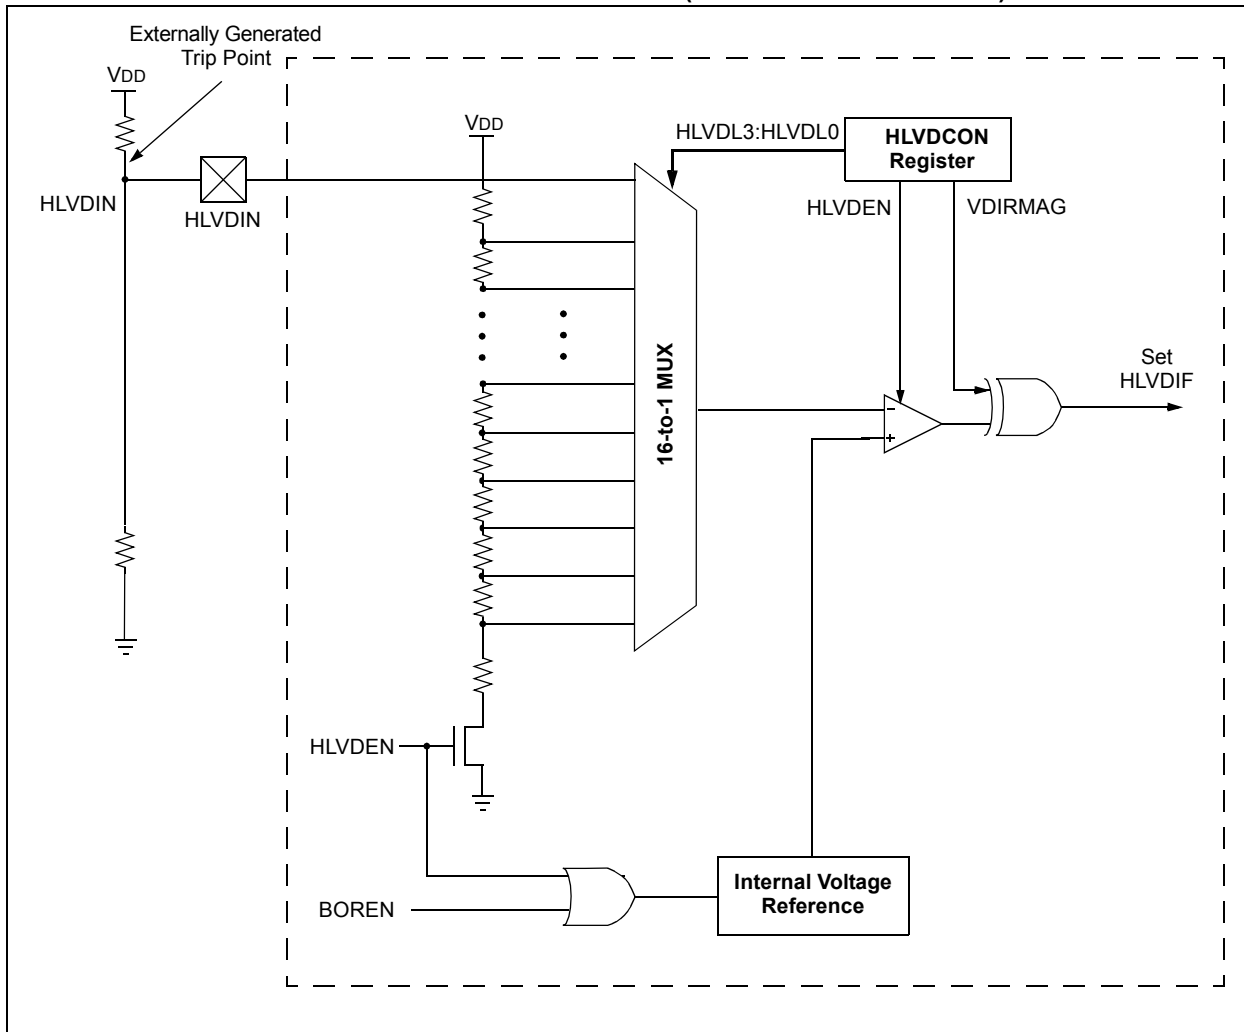 Externally Generated
Trip Point
VDD
VDD
HLVDL3:HLVDL0
HLVDCON
Register
HLVDIN
HLVDIN
HLVDEN
VDIRMAG
16-to-1 MUX
-
+
Set
HLVDIF
HLVDEN
BOREN
Internal Voltage
Reference